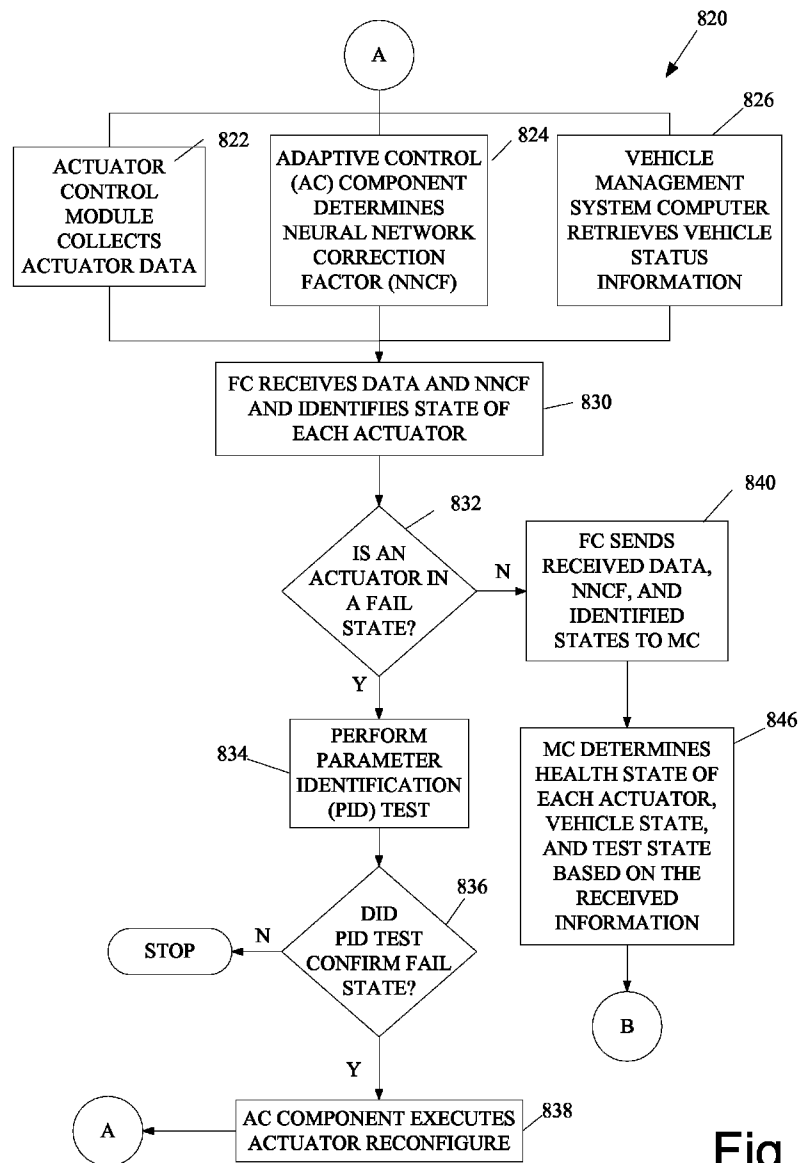 820
A
822
824
826
ACTUATOR
CONTROL
MODULE
COLLECTS
ACTUATOR DATA
ADAPTIVE CONTROL
(AC) COMPONENT
DETERMINES
NEURAL NETWORK
CORRECTION
FACTOR (NNCF)
VEHICLE
MANAGEMENT
SYSTEM COMPUTER
RETRIEVES VEHICLE
STATUS
INFORMATION
FC RECEIVES DATA AND NNCF
AND IDENTIFIES STATE OF
EACH ACTUATOR
830
832
IS AN
ACTUATOR IN
A FAIL
STATE?
N
Y
840
FC SENDS
RECEIVED DATA,
NNCF, AND
IDENTIFIED
STATES TO MC
834
PERFORM
PARAMETER
IDENTIFICATION
(PID) TEST
846
MC DETERMINES
HEALTH STATE OF
EACH ACTUATOR,
VEHICLE STATE,
AND TEST STATE
BASED ON THE
RECEIVED
INFORMATION
836
DID
PID TEST
CONFIRM FAIL
STATE?
N
STOP
Y
B
A
AC COMPONENT EXECUTES
ACTUATOR RECONFIGURE
838
Fig